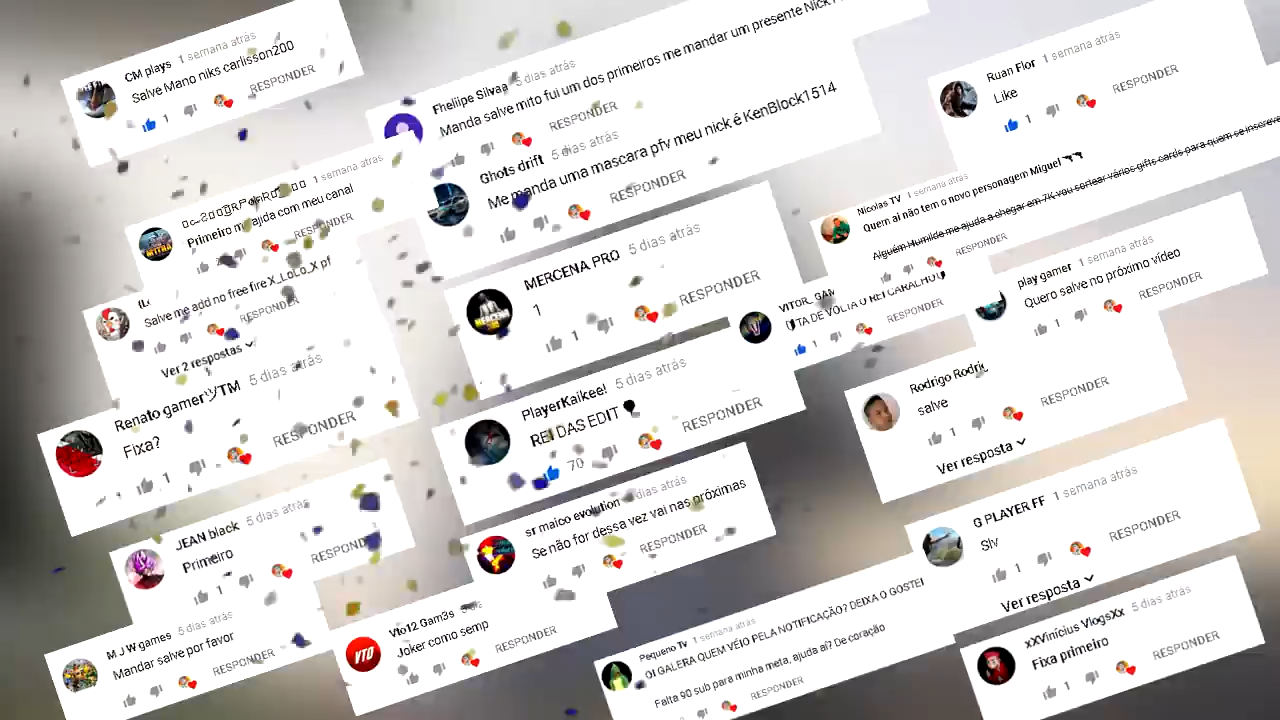 CM plays 1 semana atrás
Salve Mano niks carlisson200
1 RESPONDER
1 semana atrás
Primeiro me ajuda com meu canal
RESPONDER
Salve me add no free fire X_LoLo_X pf
RESPONDER
Ver 2 respostas
Renato gamerツTM 5 dias atrás
Fixa?
1 RESPONDER
JEAN black 5 dias atrás
Primeiro
1 RESPONDER
M J W games 5 dias atrás
Mandar salve por favor
RESPONDER
Fhellipe Silvaa 5 dias atrás
Manda salve mito fui um dos primeiros me mandar um presente Nick
RESPONDER
Ghots drift 5 dias atrás
Me manda uma mascara pfv meu nick é KenBlock1514
RESPONDER
MERCENA PRO 5 dias atrás
1
1 RESPONDER
PlayerKaikee! 5 dias atrás
REI DAS EDIT
70 RESPONDER
sr maico evolution dias atrás
Se não for dessa vez vai nas próximas
RESPONDER
Vto12 Gam3s
Joker como semp
RESPONDER
Pequeno Tv 1 semana atrás
OI GALERA QUEM VEIO PELA NOTIFICAÇÃO? DEIXA O GOSTEI
Falta 90 sub para minha meta, ajuda aí? De coração
RESPONDER
Ruan Flor 1 semana atrás
Like
1 RESPONDER
Nicolas TV 1 semana atrás
Quem ai não tem o novo personagem Miguel
Alguém Humilde me ajuda a chegar em 7K vou sortear vários gifts cards para quem se inscrever
RESPONDER
VITOR_GAM
TA DE VOLTA O REI CARALHO
1 RESPONDER
play gamer 1 semana atrás
Quero salve no próximo vídeo
1 RESPONDER
Rodrigo Rodrig
salve
1 RESPONDER
Ver resposta
G PLAYER FF 1 semana atrás
Slv
1 RESPONDER
Ver resposta
xXVinícius VlogsXx 5 dias atrás
Fixa primeiro
1 RESPONDER